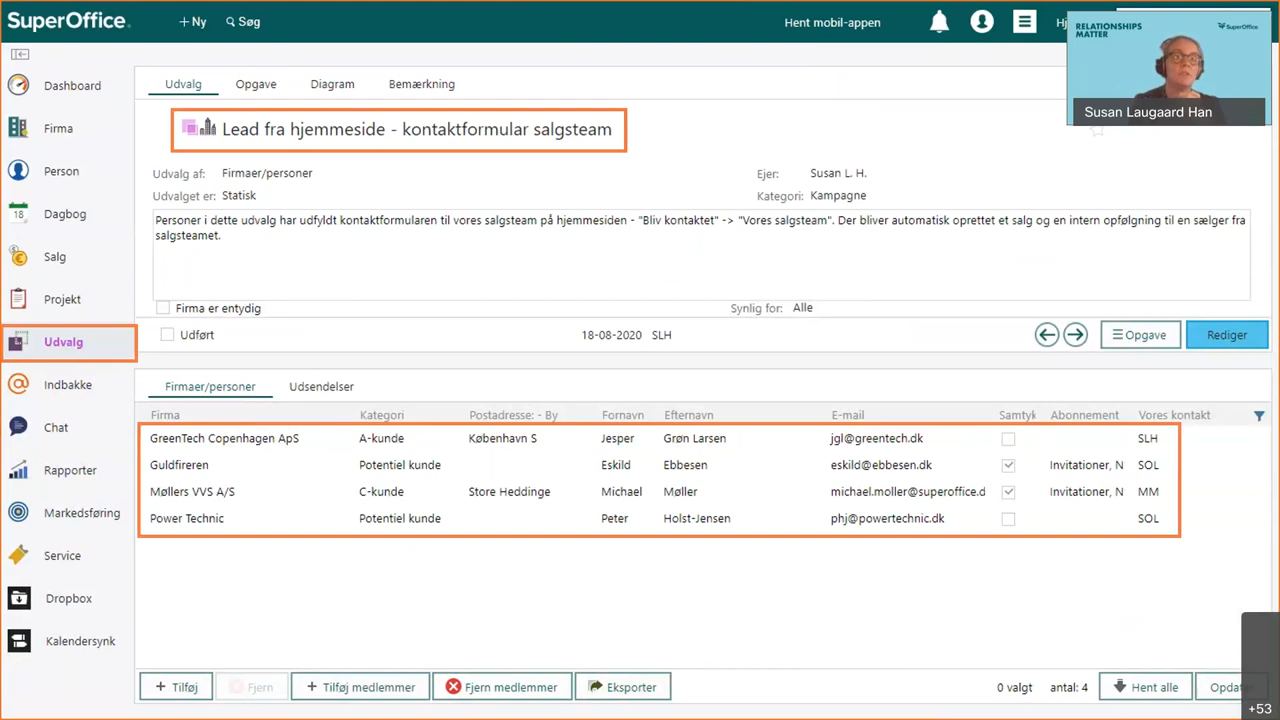 SuperOffice.
+ Ny
Søg
Hent mobil-appen
RELATIONSHIPS
MATTER
SuperOffice
Susan Laugaard Han
Dashboard
Firma
Person
18
Dagbog
Salg
Projekt
Udvalg
Indbakke
Chat
Rapporter
Markedsføring
Service
Dropbox
Kalendersynk
Udvalg Opgave Diagram Bemærkning
Lead fra hjemmeside - kontaktformular salgsteam
Udvalg af: Firmaer/personer Ejer: Susan L. H.
Udvalget er: Statisk Kategori: Kampagne
Personer i dette udvalg har udfyldt kontaktformularen til vores salgsteam på hjemmesiden - "Bliv kontaktet" -> "Vores salgsteam". Der bliver automatisk oprettet et salg og en intern opfølgning til en sælger fra
salgsteamet.
Firma er entydig Synlig for: Alle
Udført 18-08-2020 SLH Opgave Rediger
Firmaer/personer Udsendelser
Firma Kategori Postadresse: - By Fornavn Efternavn E-mail Samtyk Abonnement Vores kontakt
GreenTech Copenhagen ApS A-kunde København S Jesper Grøn Larsen jgl@greentech.dk SLH
Guldfireren Potentiel kunde Eskild Ebbesen eskild@ebbesen.dk Invitationer, N SOL
Møllers VVS A/S C-kunde Store Heddinge Michael Møller michael.moller@superoffice.d Invitationer, N MM
Power Technic Potentiel kunde Peter Holst-Jensen phj@powertechnic.dk SOL
+ Tilføj Fjern + Tilføj medlemmer Fjern medlemmer Eksporter 0 valgt antal: 4 Hent alle Opdat
+53